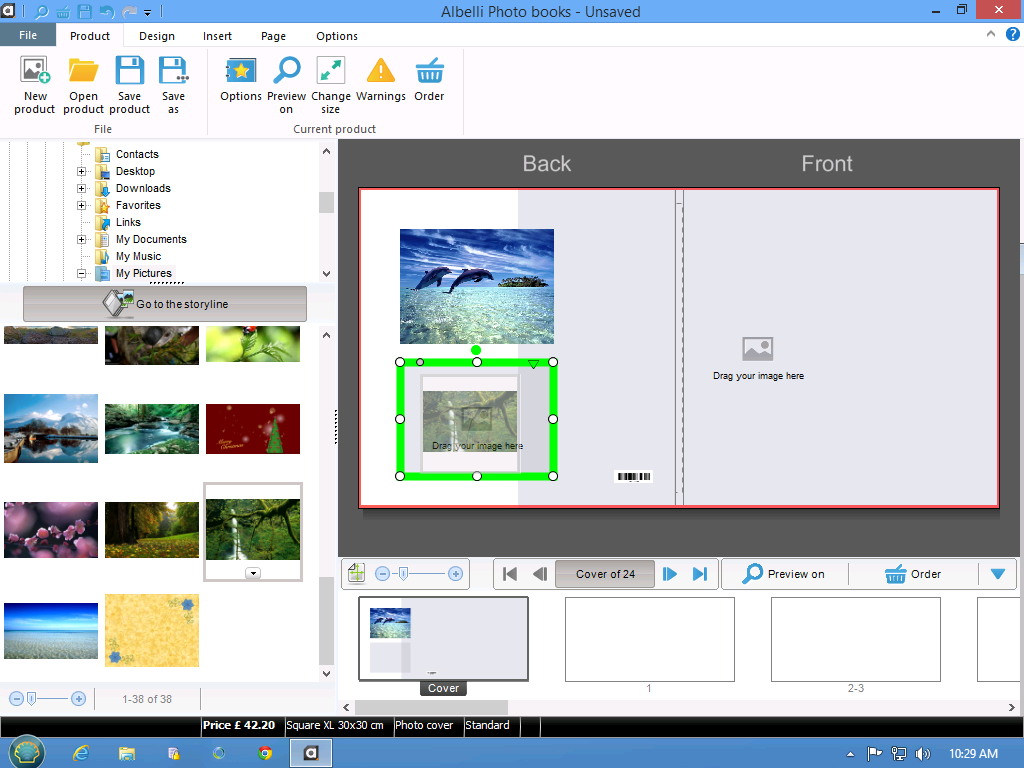 Albelli Photo books - Unsaved
File Product Design Insert Page Options
New product
Open product
Save product
Save as
Options
Preview on
Change size
Warnings
Order
File
Current product
Contacts
Desktop
Downloads
Favorites
Links
My Documents
My Music
My Pictures
Go to the storyline
Merry Christmas
1-38 of 38
Back
Front
Drag your image here
Drag your image here
Cover of 24
Preview on
Order
Cover
1
2-3
Price £ 42.20 Square XL 30x30 cm Photo cover Standard
10:29 AM